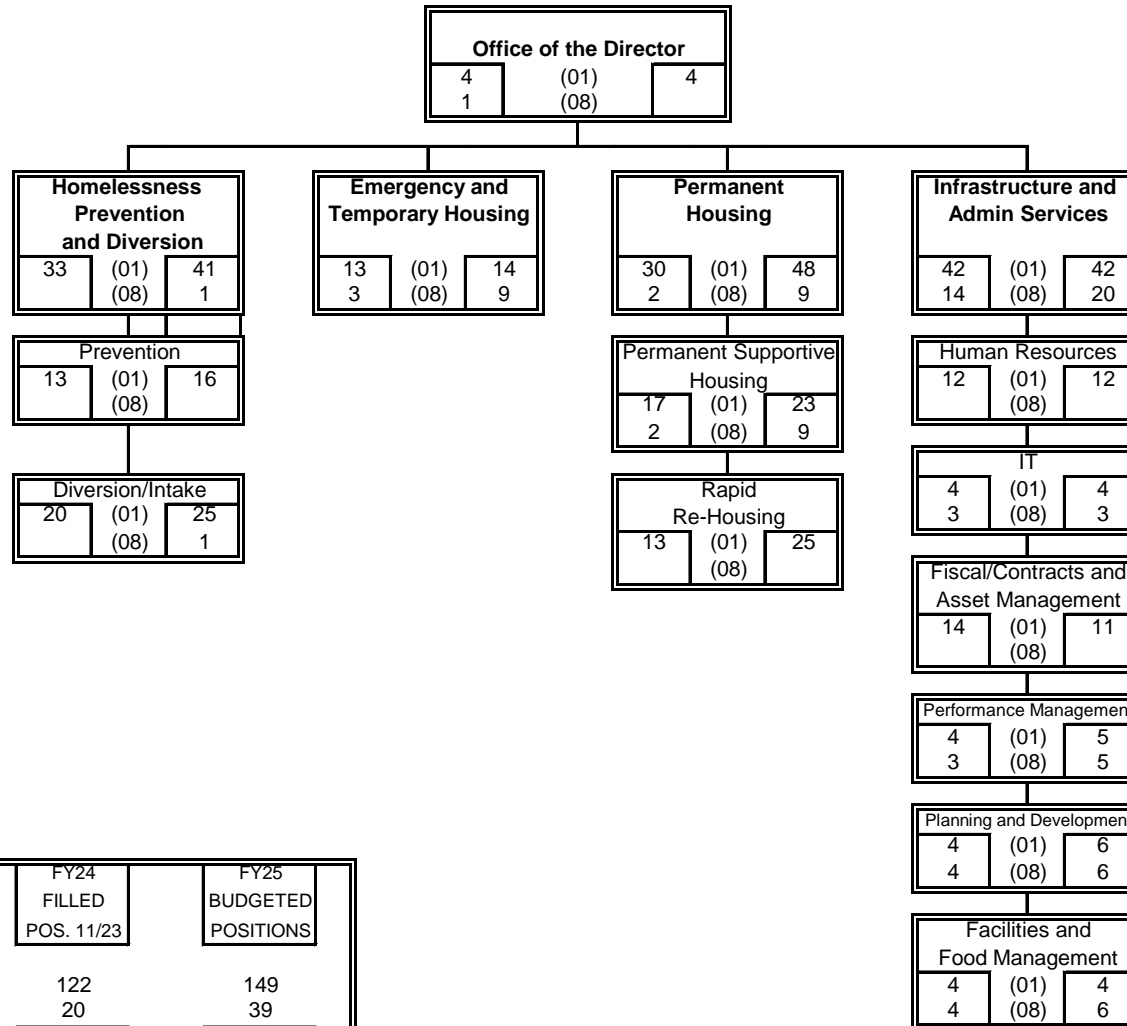 Office of the Director
4 (01) 4
1 (08)
Homelessness
Prevention
and Diversion
33 (01) 41
(08) 1
Prevention
13 (01) 16
(08)
Diversion/Intake
20 (01) 25
(08) 1
Emergency and
Temporary Housing
13 (01) 14
3 (08) 9
Permanent
Housing
30 (01) 48
2 (08) 9
Permanent Supportive
Housing
17 (01) 23
2 (08) 9
Rapid
Re-Housing
13 (01) 25
(08)
Infrastructure and
Admin Services
42 (01) 42
14 (08) 20
Human Resources
12 (01) 12
(08)
IT
4 (01) 4
3 (08) 3
Fiscal/Contracts and
Asset Management
14 (01) 11
(08)
Performance Managemen
4 (01) 5
3 (08) 5
Planning and Developmen
4 (01) 6
4 (08) 6
Facilities and
Food Management
4 (01) 4
4 (08) 6
FY24 FY25
FILLED BUDGETED
POS. 11/23 POSITIONS
122 149
20 39